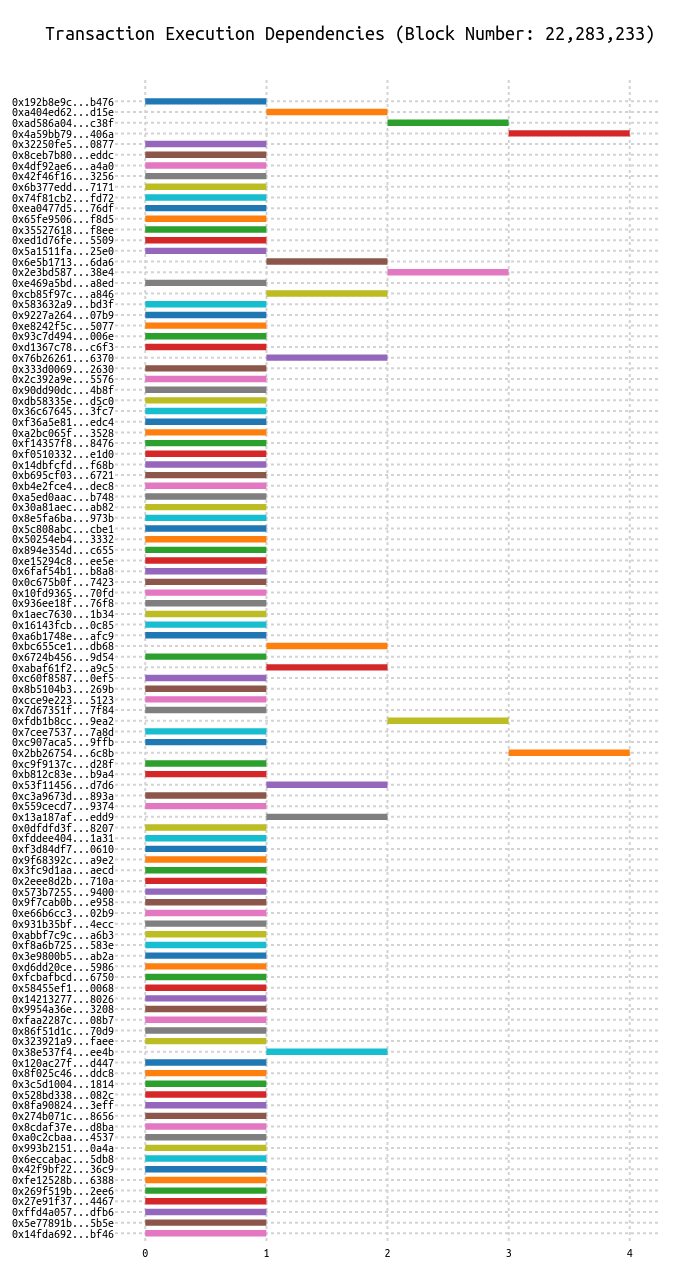 Transaction Execution Dependencies (Block Number: 22,283,233)
0x192b8e9c...b476
0xa404ed62...d15e
0xad586a04...c38f
0x4a59bb79...406a
0x32250fe5...0877
0x8ceb7b80...eddc
0x4df92ae6...a4a0
0x42f46f16...3256
0x6b377edd...7171
0x74f81cb2...fd72
0xea0477d5...76df
0x65fe9506...f8d5
0x35527618...f8ee
0xed1d76fe...5509
0x5a1511fa...25e0
0x6e5b1713...6da6
0x2e3bd587...38e4
0xe469a5bd...a8ed
0xcb85f97c...a846
0x583632a9...bd3f
0x9227a264...07b9
0xe8242f5c...5077
0x93c7d494...006e
0xd1367c78...c6f3
0x76b26261...6370
0x333d0069...2630
0x2c392a9e...5576
0x90dd90dc...4b8f
0xdb58335e...d5c0
0x36c67645...3fc7
0xf36a5e81...edc4
0xa2bc065f...3528
0xf14357f8...8476
0xf0510332...e1d0
0x14dbfcfd...f68b
0xb695cf03...6721
0xb4e2fce4...dec8
0xa5ed0aac...b748
0x30a81aec...ab82
0x8e5fa6ba...973b
0x5c808abc...cbe1
0x50254eb4...3332
0x894e354d...c655
0xe15294c8...ee5e
0x6faf54b1...b8a8
0x0c675b0f...7423
0x10fd9365...70fd
0x936ee18f...76f8
0x1aec7630...1b34
0x16143fcb...0c85
0xa6b1748e...afc9
0xbc655ce1...db68
0x6724b456...9d54
0xabaf61f2...a9c5
0xc60f8587...0ef5
0x8b5104b3...269b
0xcce9e223...5123
0x7d67351f...7f84
0xfdb1b8cc...9ea2
0x7cee7537...7a8d
0xc907aca5...9ffb
0x2bb26754...6c8b
0xc9f9137c...d28f
0xb812c83e...b9a4
0x53f11456...d7d6
0xc3a9673d...893a
0x559cecd7...9374
0x13a187af...edd9
0x0dfdfd3f...8207
0xfddee404...1a31
0xf3d84df7...0610
0x9f68392c...a9e2
0x3fc9d1aa...aecd
0x2eee8d2b...710a
0x573b7255...9400
0x9f7cab0b...e958
0xe66b6cc3...02b9
0x931b35bf...4ecc
0xabbf7c9c...a6b3
0xf8a6b725...583e
0x3e9800b5...ab2a
0xd6dd20ce...5986
0xfcbafbcd...6750
0x58455ef1...0068
0x14213277...8026
0x9954a36e...3208
0xfaa2287c...08b7
0x86f51d1c...70d9
0x323921a9...faee
0x38e537f4...ee4b
0x120ac27f...d447
0x8f025c46...ddc8
0x3c5d1004...1814
0x528bd338...082c
0x8fa90824...3eff
0x274b071c...8656
0x8cdaf37e...d8ba
0xa0c2cbaa...4537
0x993b2151...0a4a
0x6eccabac...5db8
0x42f9bf22...36c9
0xfe12528b...6388
0x269f519b...2ee6
0x27e91f37...4467
0xffd4a057...dfb6
0x5e77891b...5b5e
0x14fda692...bf46
0 1 2 3 4